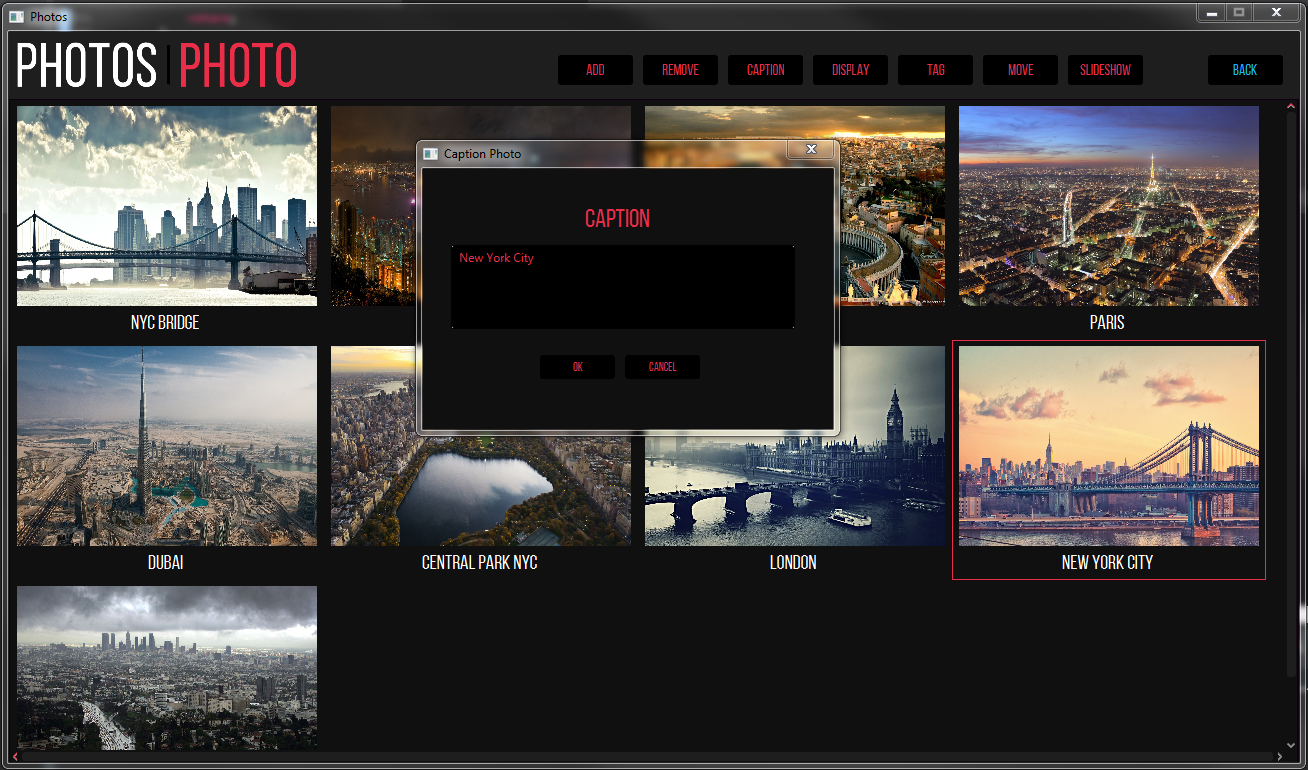 Photos
PHOTOS | PHOTO
ADD REMOVE CAPTION DISPLAY TAG MOVE SLIDESHOW BACK
Caption Photo
CAPTION
New York City
OK CANCEL
NYC BRIDGE PARIS
DUBAI CENTRAL PARK NYC LONDON NEW YORK CITY